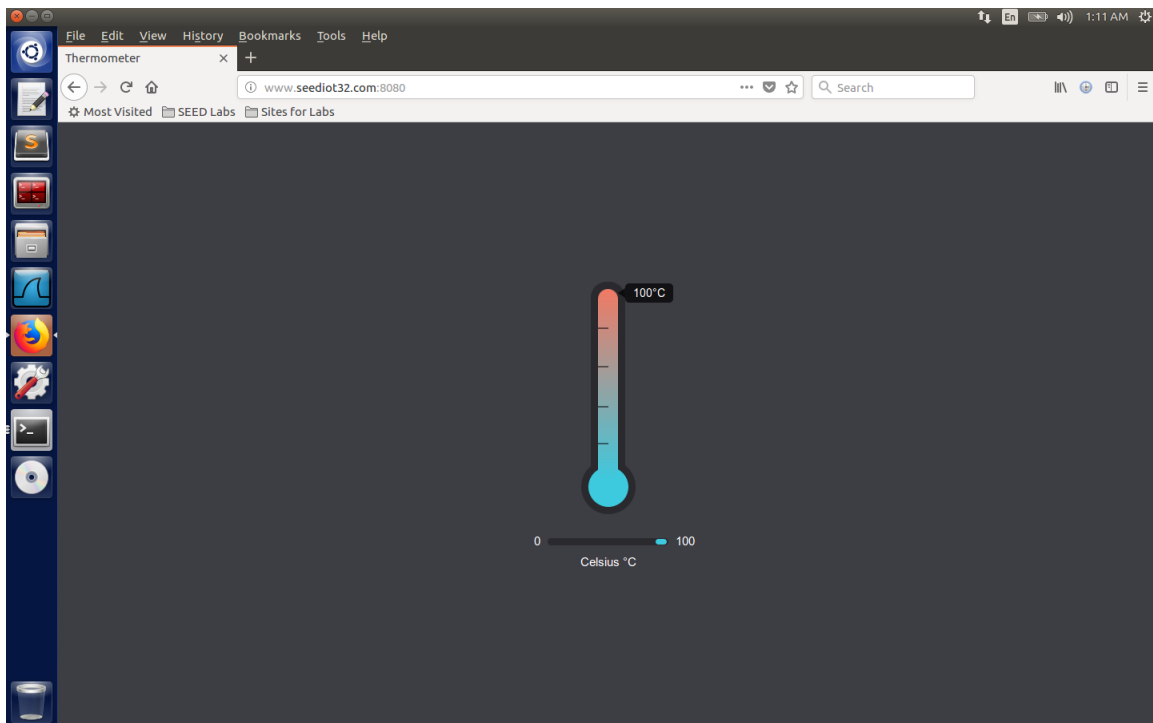 En 1:11 AM
File Edit View History Bookmarks Tools Help
Thermometer
www.seediot32.com:8080 Search
Most Visited SEED Labs Sites for Labs
S
100°C
0 100
Celsius °C